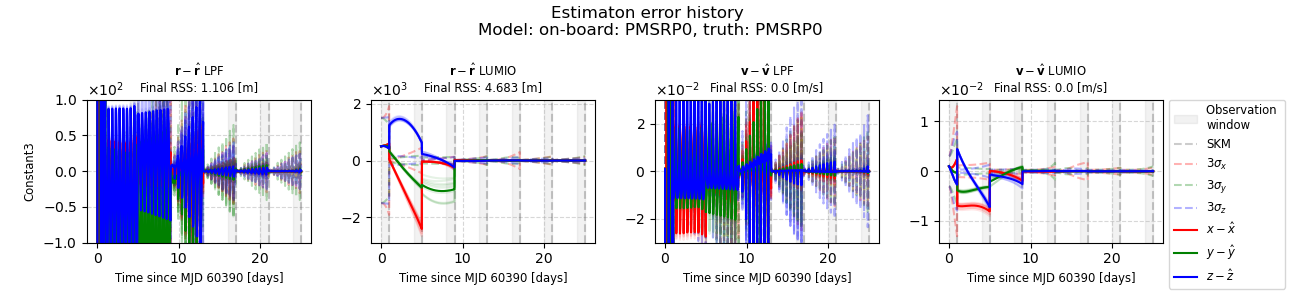 Estimaton error history
Model: on-board: PMSRP0, truth: PMSRP0
r − r̂ LPF
Final RSS: 1.106 [m]
r − r̂ LUMIO
Final RSS: 4.683 [m]
v − v̂ LPF
Final RSS: 0.0 [m/s]
v − v̂ LUMIO
Final RSS: 0.0 [m/s]
×10²
×10³
×10⁻²
×10⁻²
Constant3
1.0
0.5
0
−0.5
−1.0
0
10
20
Time since MJD 60390 [days]
2
0
−2
0
10
20
Time since MJD 60390 [days]
2
0
−2
0
10
20
Time since MJD 60390 [days]
1
0
−1
0
10
20
Time since MJD 60390 [days]
Observation
window
SKM
3σx
3σy
3σz
x − x̂
y − ŷ
z − ẑ